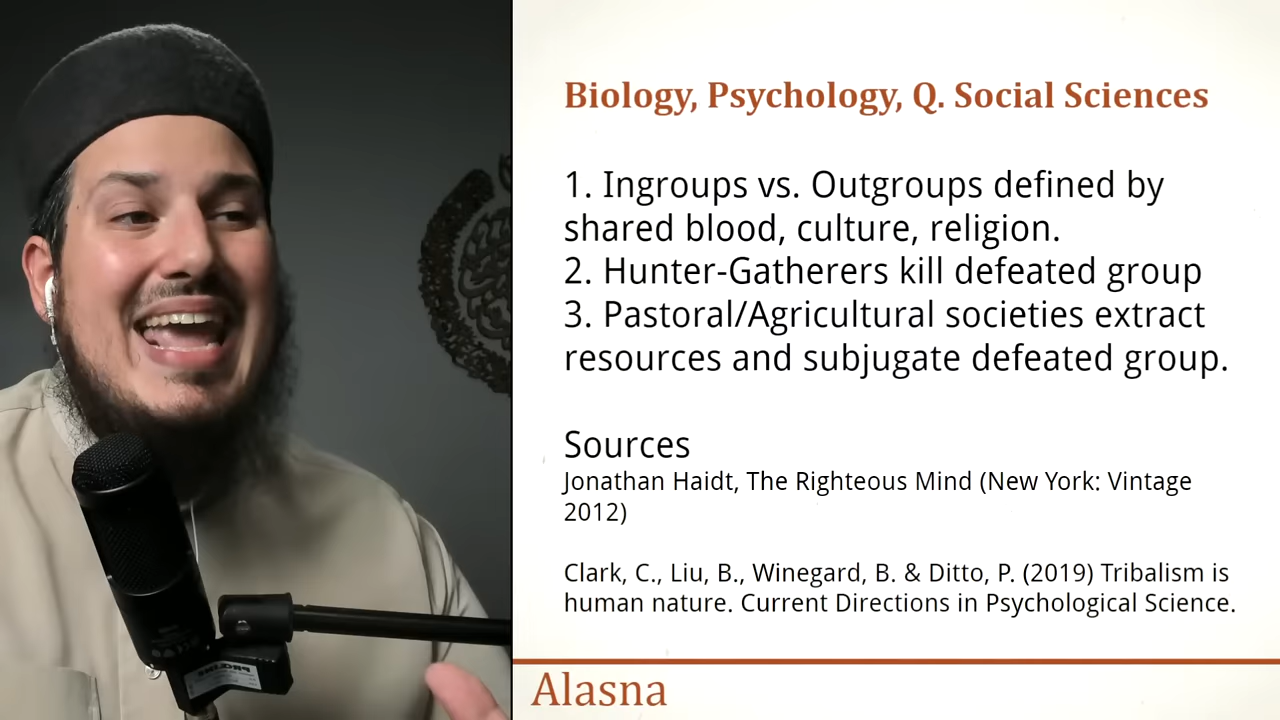 Biology, Psychology, Q. Social Sciences
1. Ingroups vs. Outgroups defined by
shared blood, culture, religion.
2. Hunter-Gatherers kill defeated group
3. Pastoral/Agricultural societies extract
resources and subjugate defeated group.
Sources
Jonathan Haidt, The Righteous Mind (New York: Vintage
2012)
Clark, C., Liu, B., Winegard, B. & Ditto, P. (2019) Tribalism is
human nature. Current Directions in Psychological Science.
Alasna